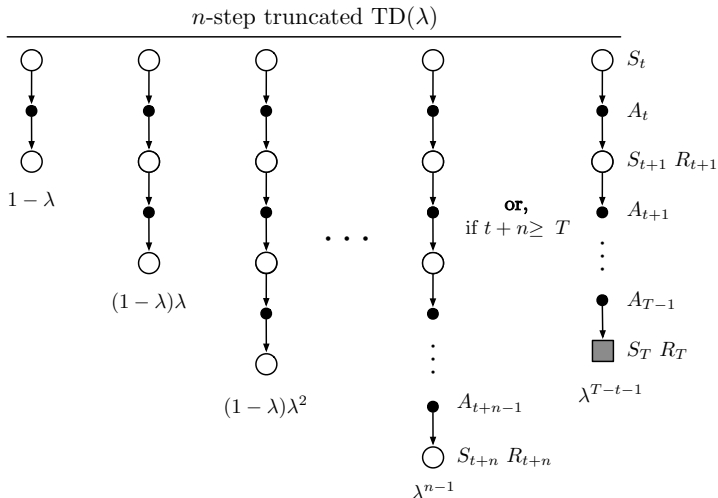 n-step truncated TD(λ)
S_t
A_t
S_{t+1} R_{t+1}
1 − λ
or,
if t + n ≥ T
A_{t+1}
(1 − λ)λ
A_{T−1}
S_T R_T
(1 − λ)λ^2
λ^{T−t−1}
A_{t+n−1}
S_{t+n} R_{t+n}
λ^{n−1}